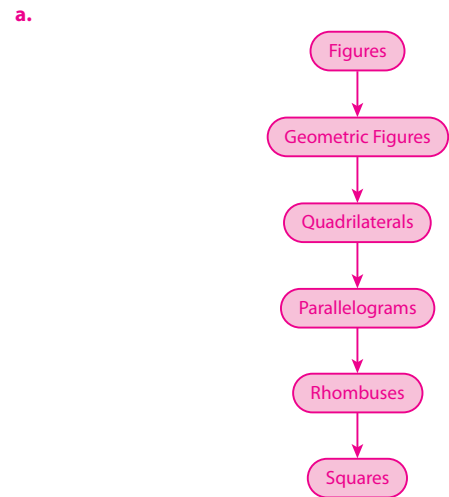 a.
Figures
Geometric Figures
Quadrilaterals
Parallelograms
Rhombuses
Squares